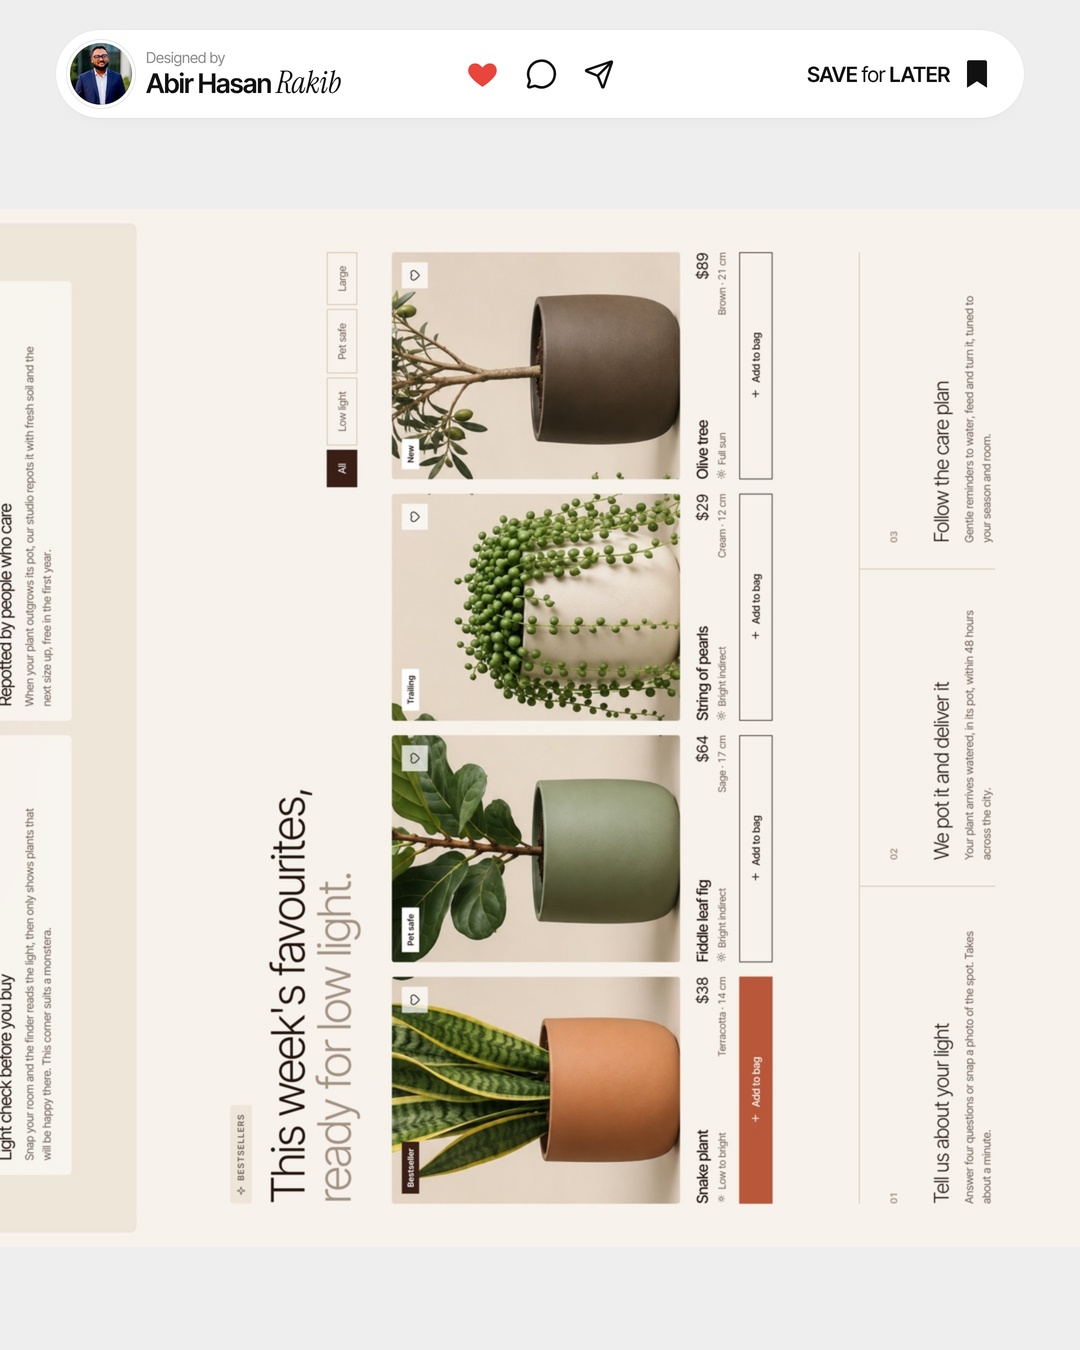 Designed by
Abir Hasan Rakib
SAVE for LATER
Light check before you buy
Snap your room and the finder reads the light, then only shows plants that
will be happy there. This corner suits a monstera.
Repotted by people who care
When your plant outgrows its pot, our studio repots it with fresh soil and the
next size up, free in the first year.
BESTSELLERS
This week's favourites,
ready for low light.
All
Low light
Pet safe
Large
Bestseller
Snake plant
$38
Low to bright
Terracotta · 14 cm
+ Add to bag
Pet safe
Fiddle leaf fig
$64
Bright indirect
Sage · 17 cm
+ Add to bag
Trailing
String of pearls
$29
Bright indirect
Cream · 12 cm
+ Add to bag
New
Olive tree
$89
Full sun
Brown · 21 cm
+ Add to bag
01
Tell us about your light
Answer four questions or snap a photo of the spot. Takes
about a minute.
02
We pot it and deliver it
Your plant arrives watered, in its pot, within 48 hours
across the city.
03
Follow the care plan
Gentle reminders to water, feed and turn it, tuned to
your season and room.